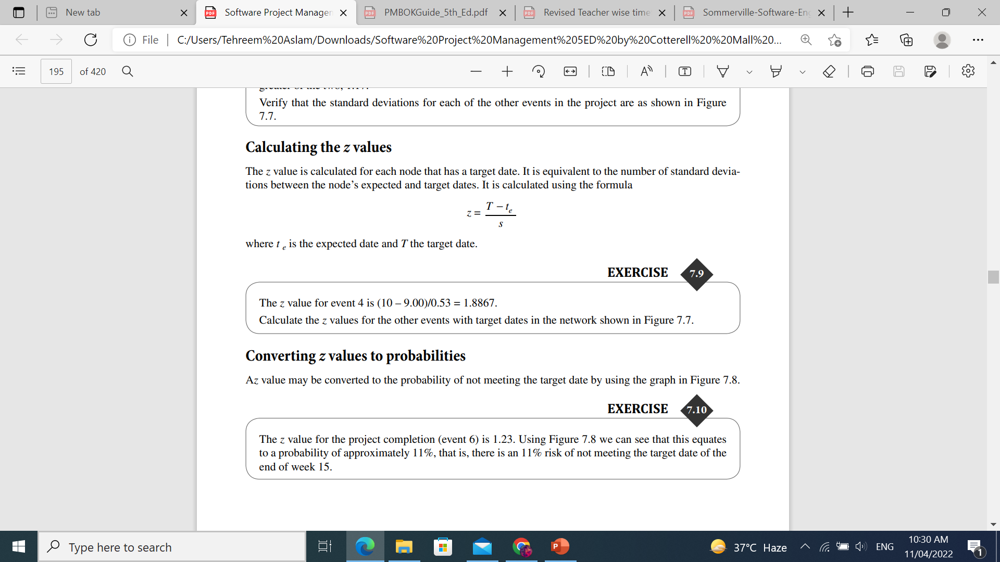 New tab
Software Project Managen
PMBOKGuide_5th_Ed.pdf
Revised Teacher wise time
Sommerville-Software-Eng
File
C:/Users/Tehreem%20Aslam/Downloads/Software%20Project%20Management%205ED%20by%20Cotterell%20%20Mall%20...
195 of 420
Verify that the standard deviations for each of the other events in the project are as shown in Figure
7.7.
Calculating the z values
The z value is calculated for each node that has a target date. It is equivalent to the number of standard devia-
tions between the node's expected and target dates. It is calculated using the formula
z = (T – te) / s
where t e is the expected date and T the target date.
EXERCISE 7.9
The z value for event 4 is (10 – 9.00)/0.53 = 1.8867.
Calculate the z values for the other events with target dates in the network shown in Figure 7.7.
Converting z values to probabilities
Az value may be converted to the probability of not meeting the target date by using the graph in Figure 7.8.
EXERCISE 7.10
The z value for the project completion (event 6) is 1.23. Using Figure 7.8 we can see that this equates
to a probability of approximately 11%, that is, there is an 11% risk of not meeting the target date of the
end of week 15.
Type here to search
37°C Haze
ENG
10:30 AM
11/04/2022
1